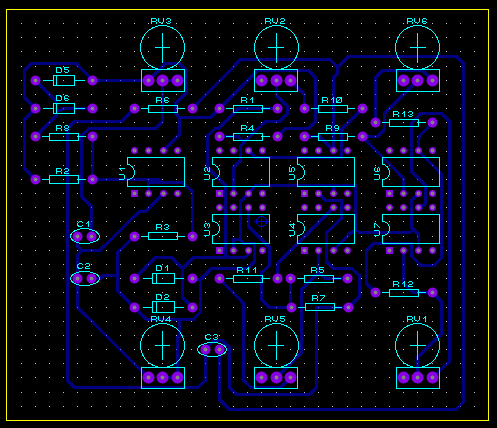 RV3 RV2 RV6
D5
D6 R6 R1 R10
R13
R8 R4 R9
U1 U2 U5 U6
R2
C1 R3 U3 U4 U7
C2 D1 R11 R5
R12
D2 R7
RV4 RV5 RV1
C3